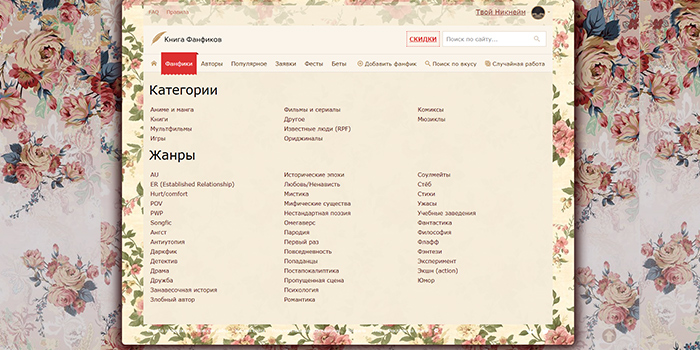 FAQ Правила Твой Никнейм
Книга Фанфиков СКИДКИ Поиск по сайту...
Фанфики Авторы Популярное Заявки Фесты Беты Добавить фанфик Поиск по вкусу Случайная работа
Категории
Аниме и манга Фильмы и сериалы Комиксы
Книги Другое Мюзиклы
Мультфильмы Известные люди (RPF)
Игры Ориджиналы
Жанры
AU Исторические эпохи Соулмейты
ER (Established Relationship) Любовь/Ненависть Стёб
Hurt/comfort Мистика Стихи
POV Мифические существа Ужасы
PWP Нестандартная поэзия Учебные заведения
Songfic Омегаверс Фантастика
Ангст Пародия Философия
Антиутопия Первый раз Флафф
Даркфик Повседневность Фэнтези
Детектив Попаданцы Эксперимент
Драма Постапокалиптика Экшн (action)
Дружба Пропущенная сцена Юмор
Занавесочная история Психология
Злобный автор Романтика